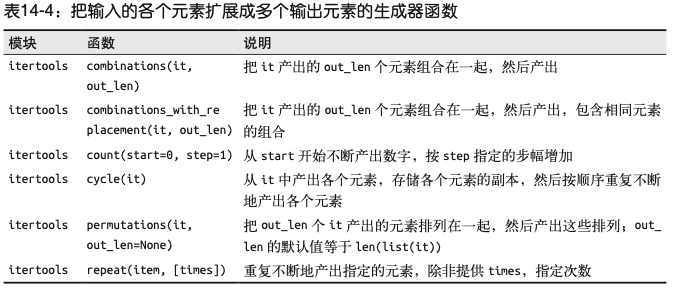 表14-4：把输入的各个元素扩展成多个输出元素的生成器函数
模块 函数 说明
itertools combinations(it, 把 it 产出的 out_len 个元素组合在一起，然后产出
out_len)
itertools combinations_with_re 把 it 产出的 out_len 个元素组合在一起，然后产出，包含相同元素
placement(it, out_len) 的组合
itertools count(start=0, step=1) 从 start 开始不断产出数字，按 step 指定的步幅增加
itertools cycle(it) 从 it 中产出各个元素，存储各个元素的副本，然后按顺序重复不断
地产出各个元素
itertools permutations(it, 把 out_len 个 it 产出的元素排列在一起，然后产出这些排列；out_
out_len=None) len 的默认值等于 len(list(it))
itertools repeat(item, [times]) 重复不断地产出指定的元素，除非提供 times，指定次数